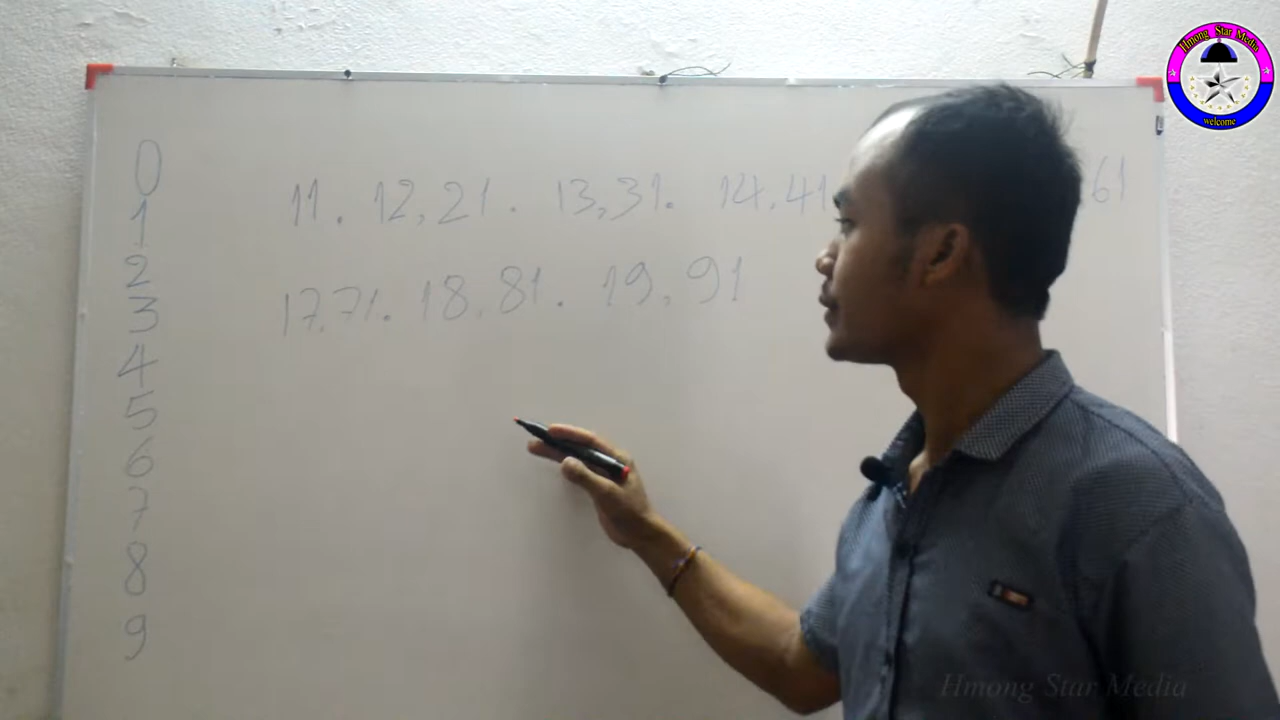 Hmong Star Media
welcome
0
1
2
3
4
5
6
7
8
9
11. 12,21. 13,31. 14.41 61
17.71. 18,81. 19,91
Hmong Star Media